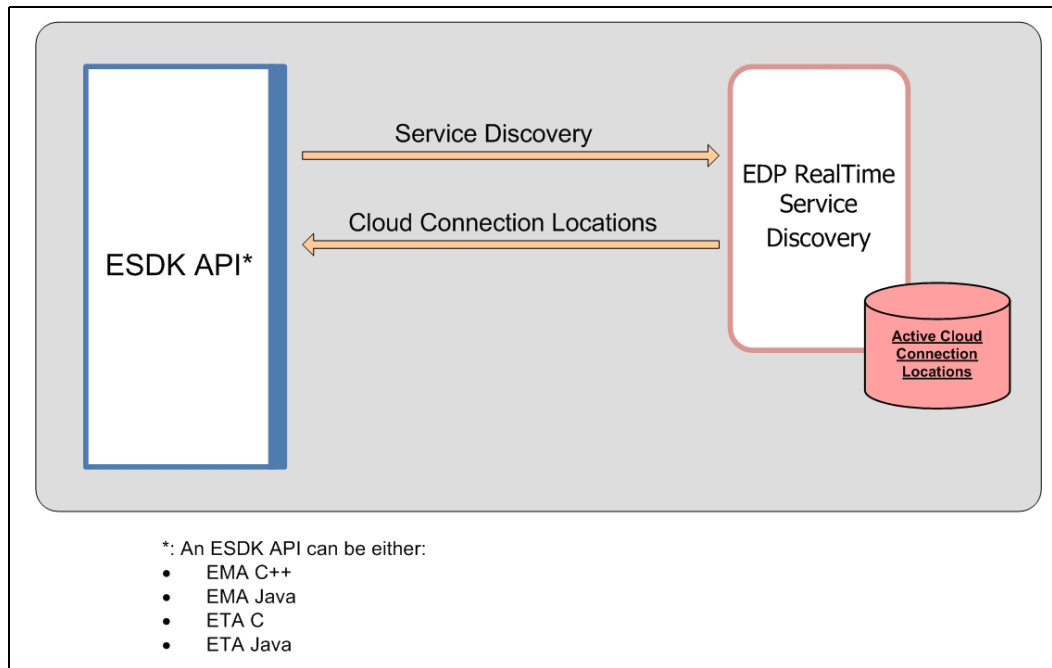 Service Discovery
Cloud Connection Locations
ESDK API*
EDP RealTime
Service
Discovery
Active Cloud
Connection
Locations
*: An ESDK API can be either:
• EMA C++
• EMA Java
• ETA C
• ETA Java